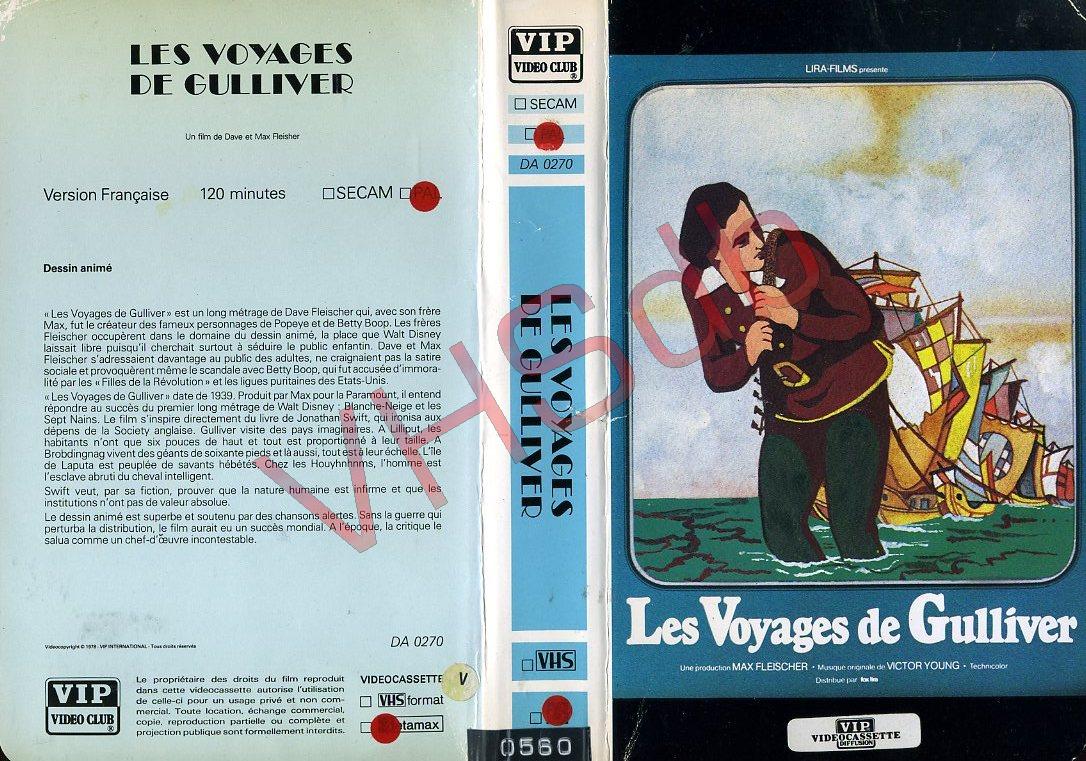 LES VOYAGES
DE GULLIVER
Un film de Dave et Max Fleisher
Version Française 120 minutes □SECAM □PAL
Dessin animé
« Les Voyages de Gulliver » est un long métrage de Dave Fleischer qui, avec son frère
Max, fut le créateur des fameux personnages de Popeye et de Betty Boop. Les frères
Fleischer occupèrent dans le domaine du dessin animé, la place que Walt Disney
laissait libre puisqu'il cherchait surtout à séduire le public enfantin. Dave et Max
Fleischer s'adressaient davantage au public des adultes, ne craignaient pas la satire
sociale et provoquèrent même le scandale avec Betty Boop, qui fut accusée d'immora-
lité par les « Filles de la Révolution » et les ligues puritaines des Etats-Unis.
« Les Voyages de Gulliver » date de 1939. Produit par Max pour la Paramount, il entend
répondre au succès du premier long métrage de Walt Disney : Blanche-Neige et les
Sept Nains. Le film s'inspire directement du livre de Jonathan Swift, qui ironisa aux
dépens de la Society anglaise. Gulliver visite des pays imaginaires. A Lilliput, les
habitants n'ont que six pouces de haut et tout est proportionné à leur taille. A
Brobdingnag vivent des géants de soixante pieds et là aussi, tout est à leur échelle. L'île
de Laputa est peuplée de savants hébétés. Chez les Houyhnhnms, l'homme est
l'esclave abruti du cheval intelligent.
Swift veut, par sa fiction, prouver que la nature humaine est infirme et que les
institutions n'ont pas de valeur absolue.
Le dessin animé est superbe et soutenu par des chansons alertes. Sans la guerre qui
perturba la distribution, le film aurait eu un succès mondial. A l'époque, la critique le
salua comme un chef-d'œuvre incontestable.
Videocopyright © 1978 - VIP INTERNATIONAL - Tous droits réservés
DA 0270
VIP
VIDEO CLUB
®
Le propriétaire des droits du film reproduit
dans cette videocassette autorise l'utilisation
de celle-ci pour un usage privé et non com-
mercial. Toute location, échange commercial,
copie, reproduction partielle ou complète et
projection publique sont formellement interdits.
VIDEOCASSETTE
V
□ VHS format
□ Betamax
VIP
VIDEO CLUB
®
□ SECAM
□ PAL
DA 0270
LES VOYAGES
DE GULLIVER
□ VHS
0560
LIRA-FILMS présente
Les Voyages de Gulliver
Une production MAX FLEISCHER • Musique originale de VICTOR YOUNG • Technicolor
Distribué par
VIP
VIDEOCASSETTE
DIFFUSION
VHSdb